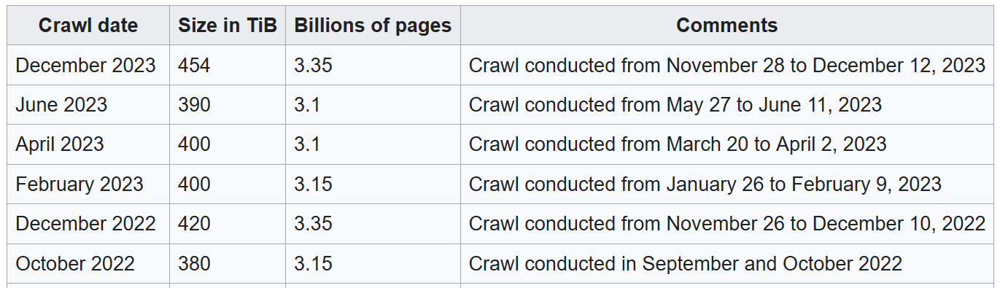 Crawl date Size in TiB Billions of pages Comments
December 2023 454 3.35 Crawl conducted from November 28 to December 12, 2023
June 2023 390 3.1 Crawl conducted from May 27 to June 11, 2023
April 2023 400 3.1 Crawl conducted from March 20 to April 2, 2023
February 2023 400 3.15 Crawl conducted from January 26 to February 9, 2023
December 2022 420 3.35 Crawl conducted from November 26 to December 10, 2022
October 2022 380 3.15 Crawl conducted in September and October 2022